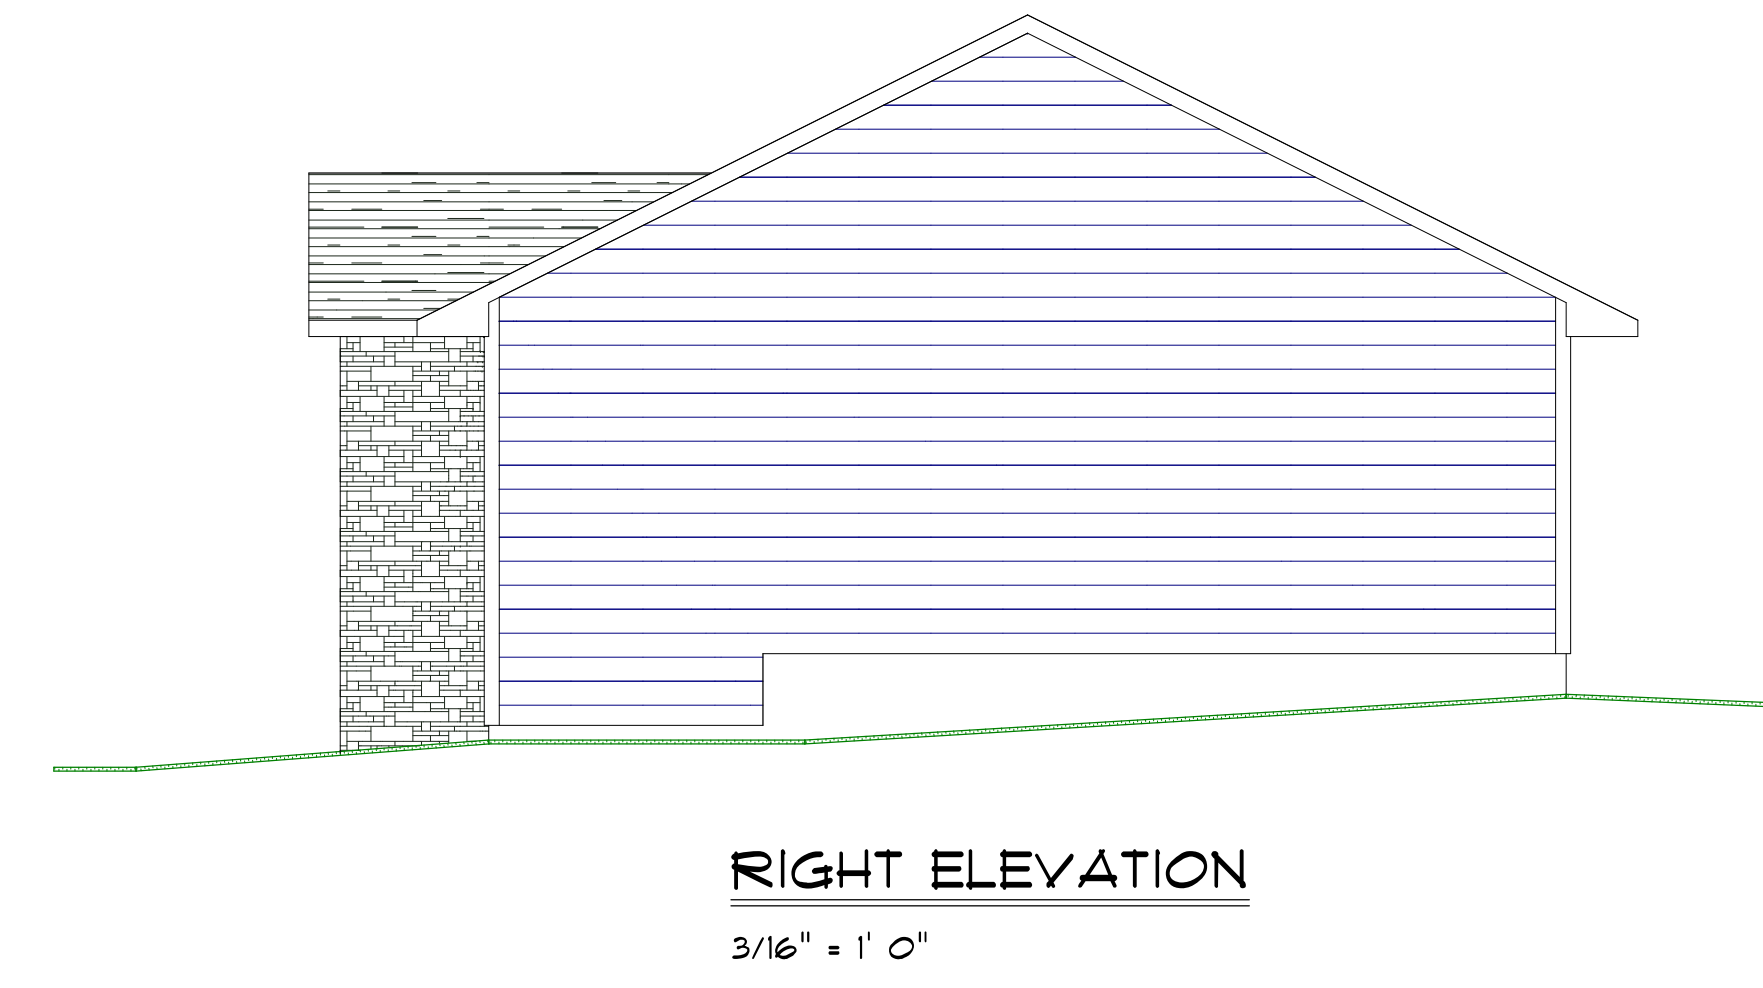 RIGHT ELEVATION
3/16" = 1' 0"